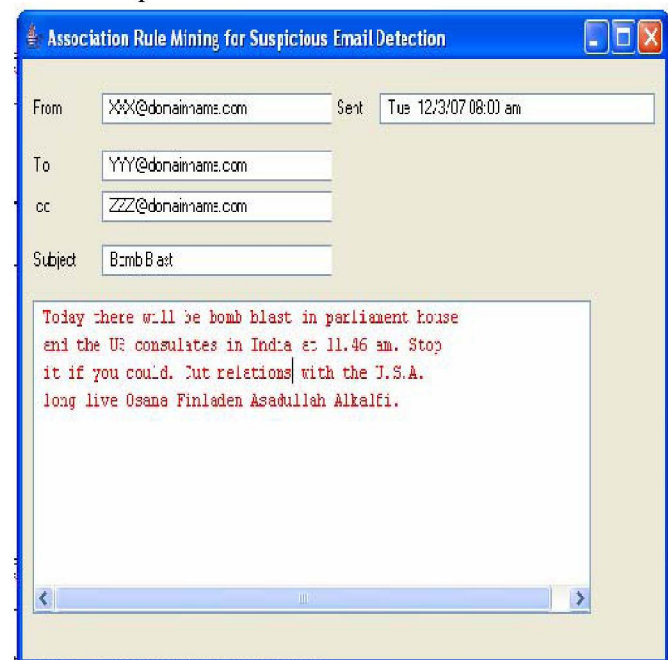 Association Rule Mining for Suspicious Email Detection
From XXX@domainname.com Sent Tue 12/3/07 08:00 am
To YYY@domainname.com
cc ZZZ@domainname.com
Subject Bomb Blast
Today there will be bomb blast in parliament house
and the US consulates in India at 11.46 am. Stop
it if you could. Cut relations with the U.S.A.
long live Osama Finladen Asadullah Alkalfi.